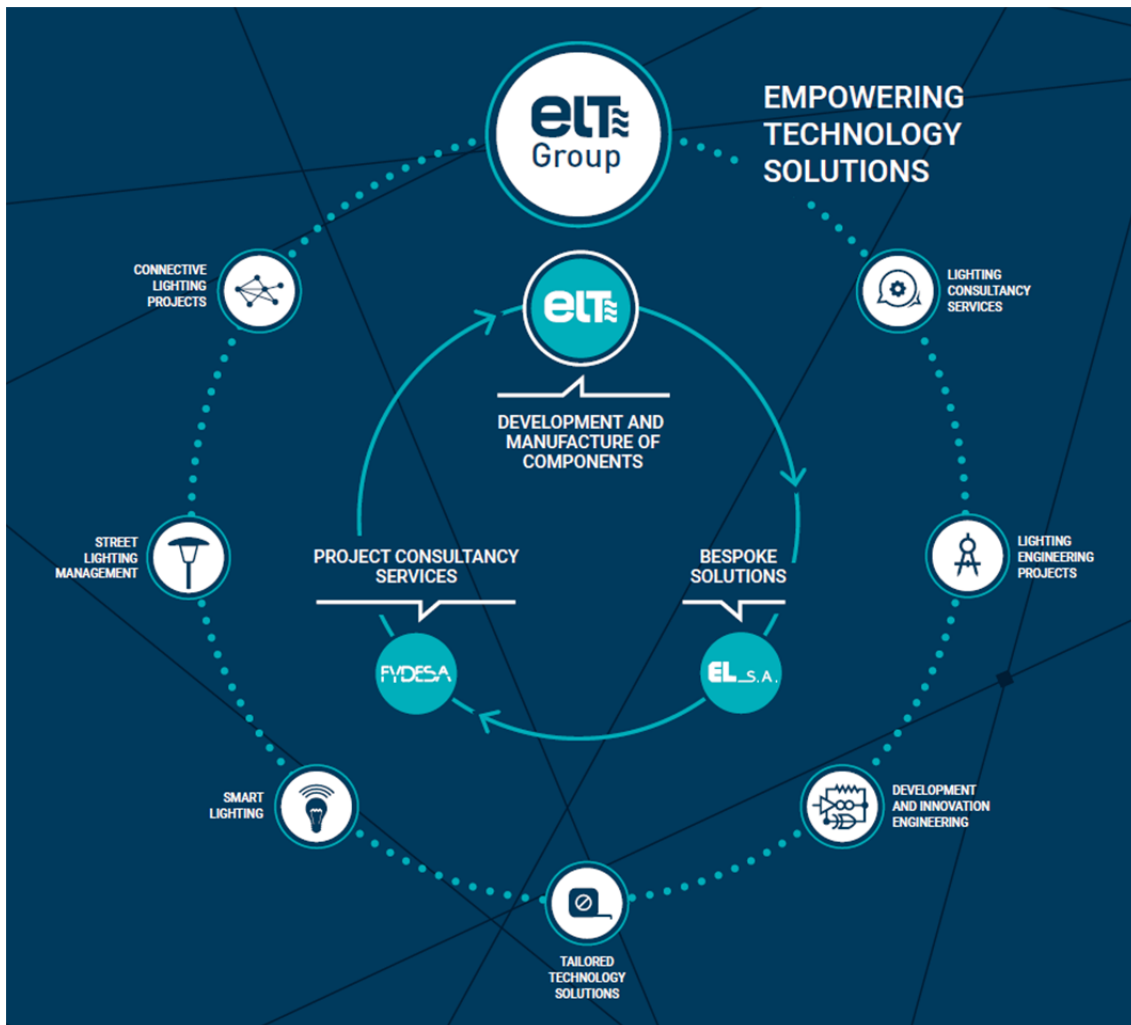 eLT
Group
EMPOWERING
TECHNOLOGY
SOLUTIONS
CONNECTIVE
LIGHTING
PROJECTS
LIGHTING
CONSULTANCY
SERVICES
eLT
DEVELOPMENT AND
MANUFACTURE OF
COMPONENTS
STREET
LIGHTING
MANAGEMENT
PROJECT CONSULTANCY
SERVICES
BESPOKE
SOLUTIONS
LIGHTING
ENGINEERING
PROJECTS
FYDESA
EL_S.A.
SMART
LIGHTING
DEVELOPMENT
AND INNOVATION
ENGINEERING
TAILORED
TECHNOLOGY
SOLUTIONS